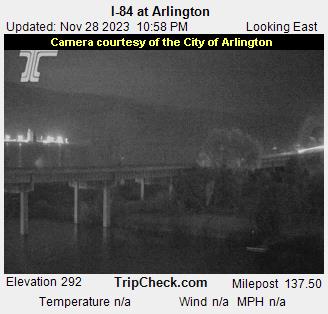 I-84 at Arlington
Updated: Nov 28 2023 10:58 PM Looking East
Camera courtesy of the City of Arlington
Elevation 292 TripCheck.com Milepost 137.50
Temperature n/a Wind n/a MPH n/a